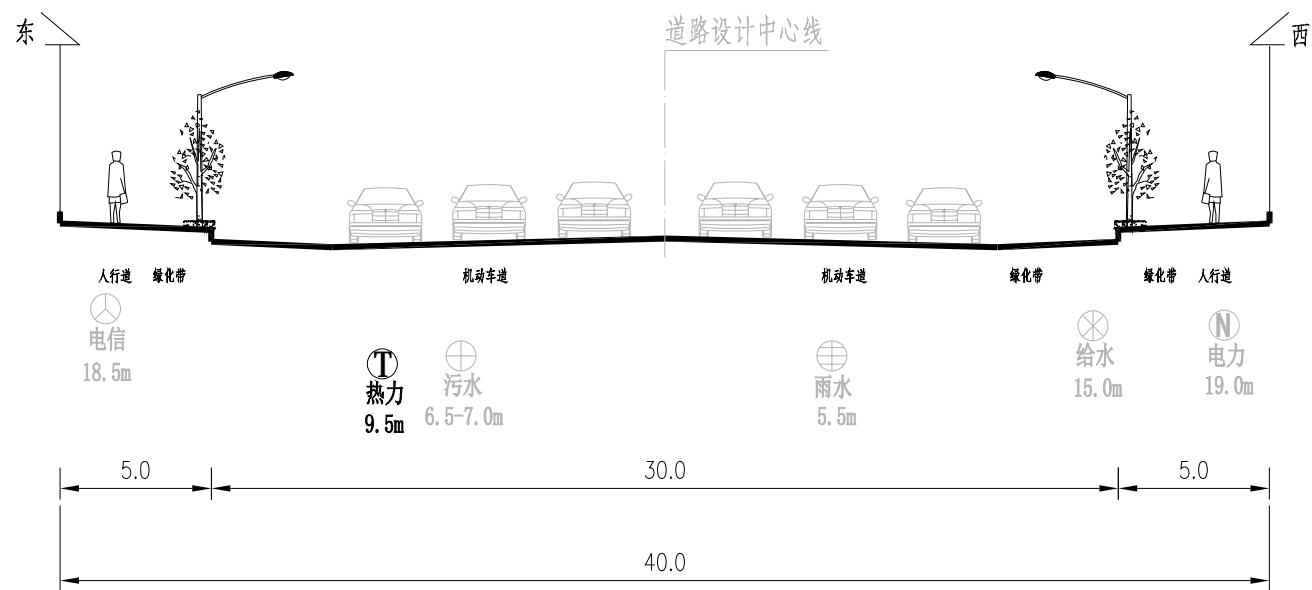 东
道路设计中心线
西
人行道 绿化带 机动车道 机动车道 绿化带 绿化带 人行道
电信
18.5m
T
热力
9.5m
污水
6.5-7.0m
雨水
5.5m
给水
15.0m
N
电力
19.0m
5.0 30.0 5.0
40.0